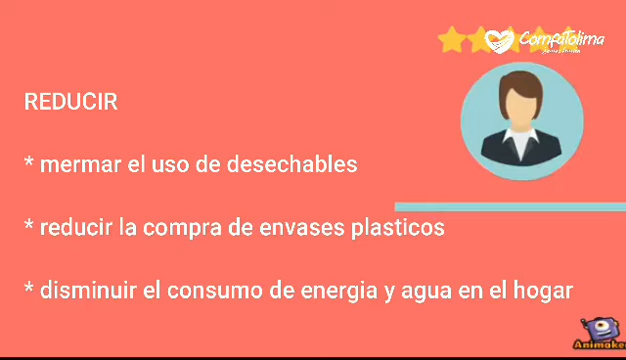 Comfatolima
REDUCIR
* mermar el uso de desechables
* reducir la compra de envases plasticos
* disminuir el consumo de energia y agua en el hogar
Animaker